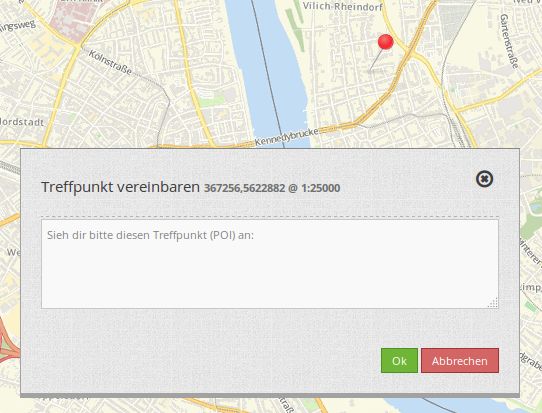 Vilich-Rheindorf
Kölnstraße
Gartenstraße
Nordstadt
Kennedybrücke
Treffpunkt vereinbaren 367256,5622882 @ 1:25000
Sieh dir bitte diesen Treffpunkt (POI) an:
Ok
Abbrechen